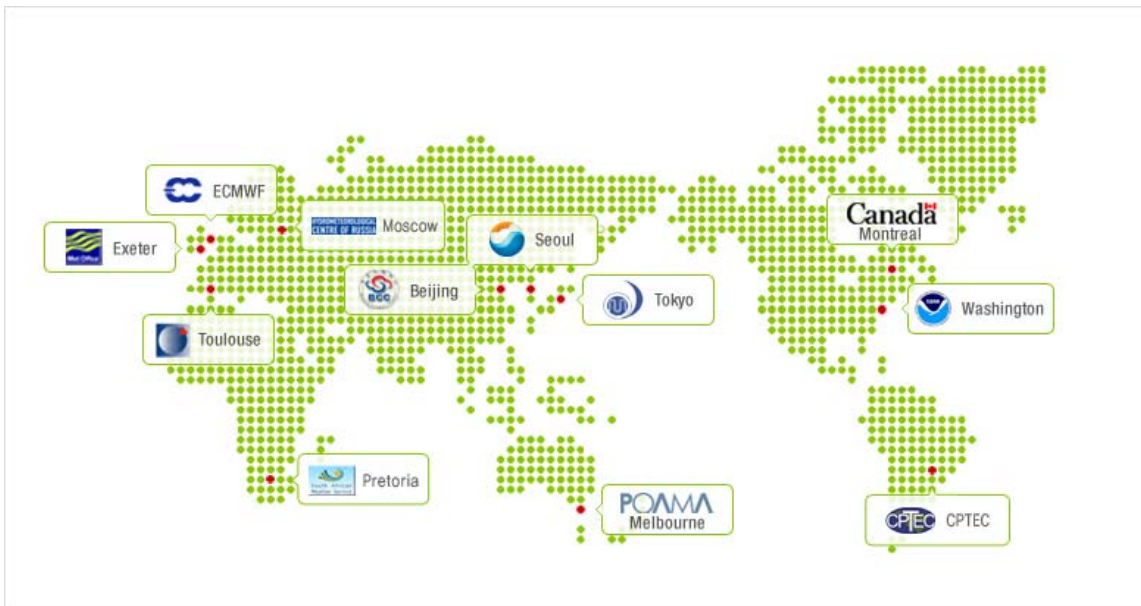 ECMWF
HYDROMETEOROLOGICAL
CENTRE OF RUSSIA
Moscow
Canada
Montreal
Met Office
Exeter
Seoul
BCC
Beijing
Tokyo
NOAA
Washington
Toulouse
South African
Weather Service
Pretoria
POAMA
Melbourne
CPTEC
CPTEC